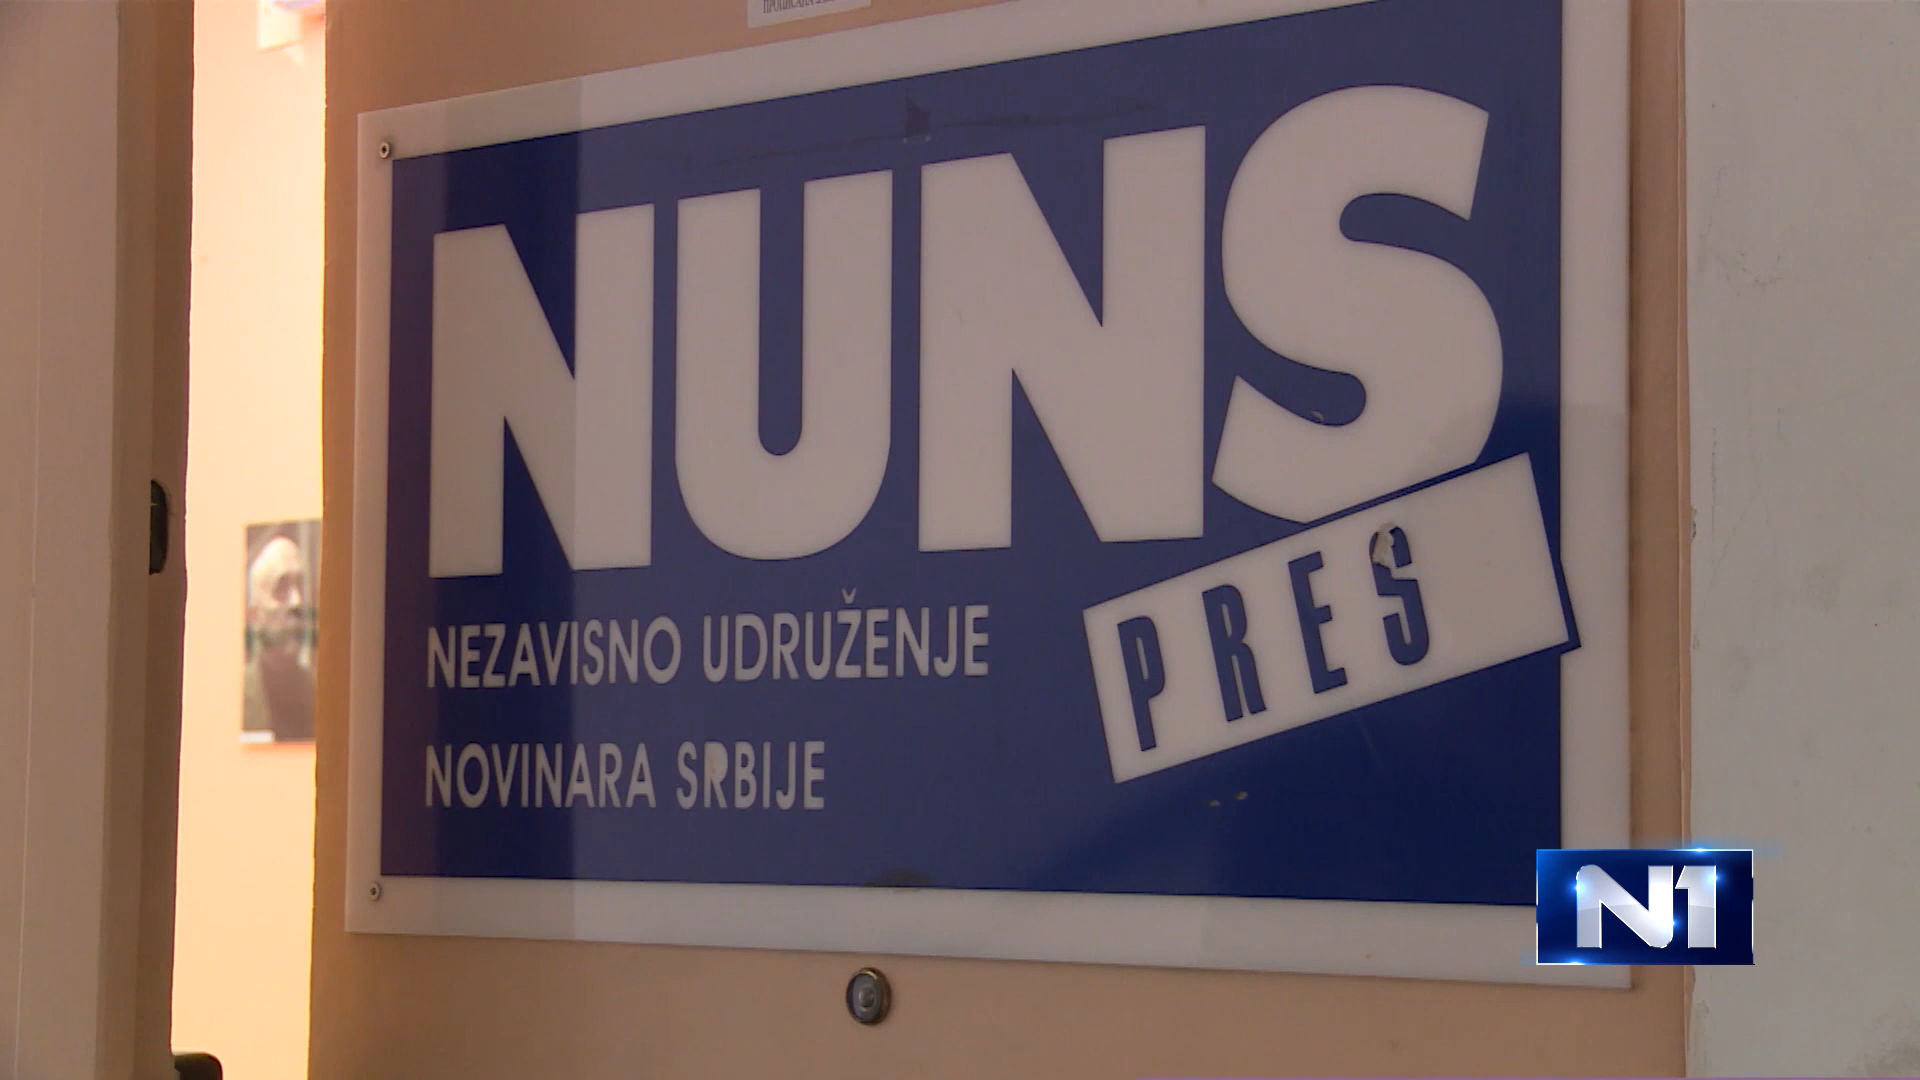 NUNS
PRES
NEZAVISNO UDRUŽENJE
NOVINARA SRBIJE
N1